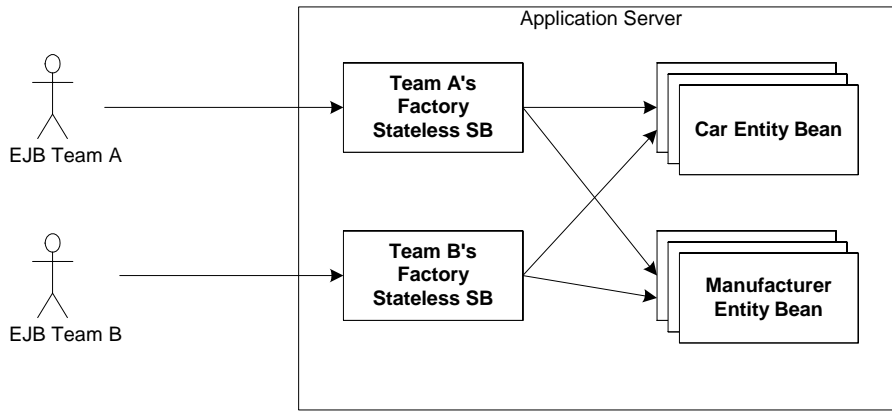 Application Server
Team A's
Factory
Stateless SB
Car Entity Bean
EJB Team A
Team B's
Factory
Stateless SB
Manufacturer
Entity Bean
EJB Team B